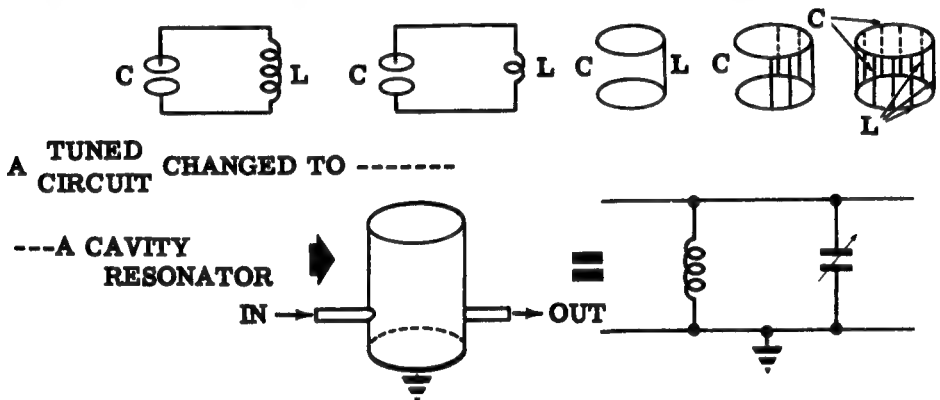 C L C L C L C C L
A TUNED CIRCUIT CHANGED TO --------
---A CAVITY
RESONATOR
IN OUT
=